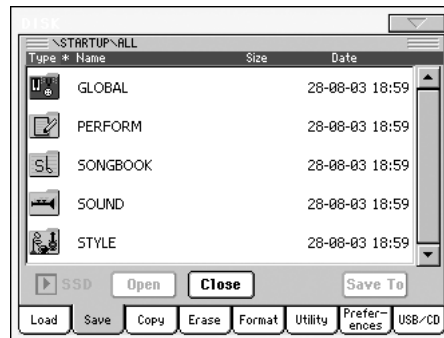 DISK
\STARTUP\ALL
Type * Name Size Date
GLOBAL 28-08-03 18:59
PERFORM 28-08-03 18:59
SONGBOOK 28-08-03 18:59
SOUND 28-08-03 18:59
STYLE 28-08-03 18:59
SSD Open Close Save To
Load Save Copy Erase Format Utility Prefer-ences USB/CD